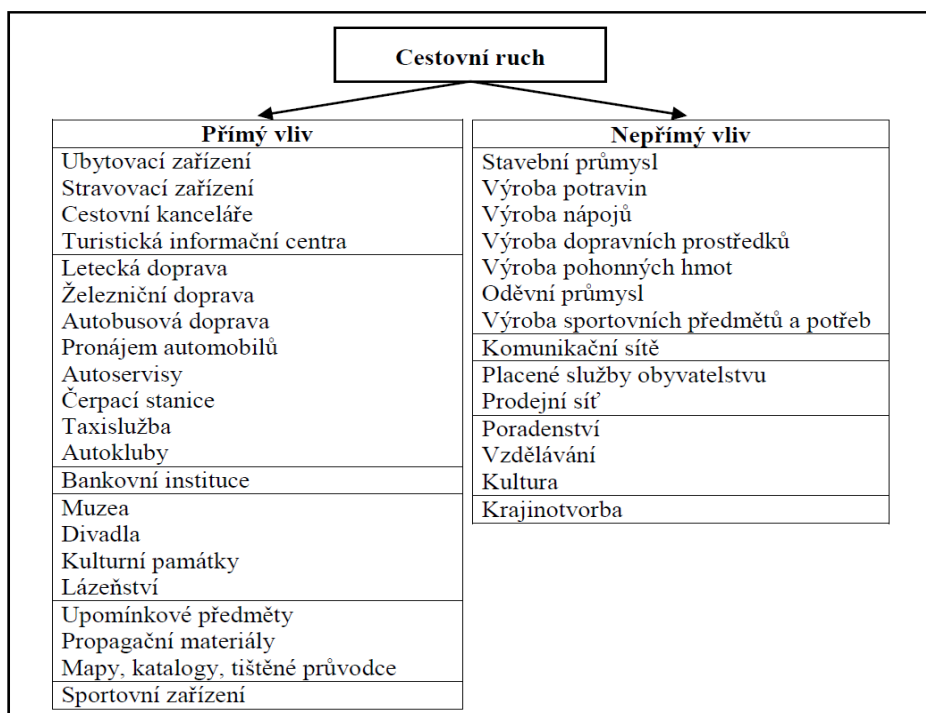 Cestovní ruch
Přímý vliv
Ubytovací zařízení
Stravovací zařízení
Cestovní kanceláře
Turistická informační centra
Letecká doprava
Železniční doprava
Autobusová doprava
Pronájem automobilů
Autoservisy
Čerpací stanice
Taxislužba
Autokluby
Bankovní instituce
Muzea
Divadla
Kulturní památky
Lázeňství
Upomínkové předměty
Propagační materiály
Mapy, katalogy, tištěné průvodce
Sportovní zařízení
Nepřímý vliv
Stavební průmysl
Výroba potravin
Výroba nápojů
Výroba dopravních prostředků
Výroba pohonných hmot
Oděvní průmysl
Výroba sportovních předmětů a potřeb
Komunikační sítě
Placené služby obyvatelstvu
Prodejní síť
Poradenství
Vzdělávání
Kultura
Krajinotvorba